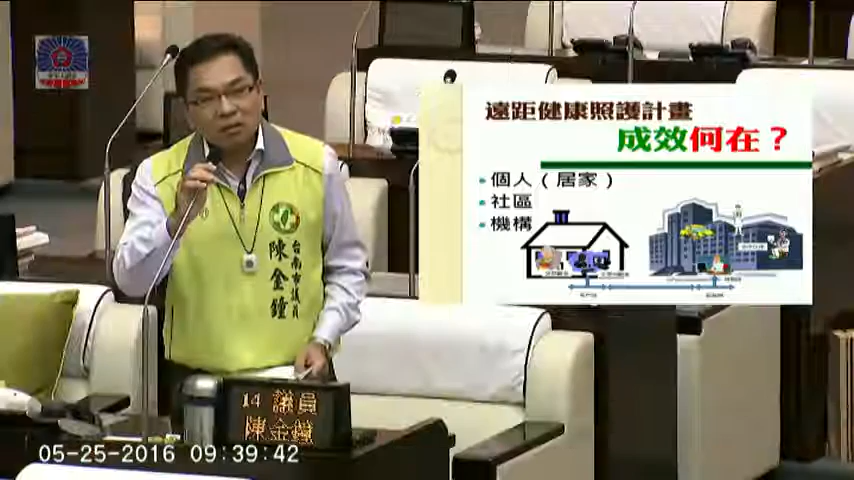 遠距健康照護計畫
成效何在？
個人（居家）
社區
機構
台南市議員
陳金鐘
14 議員
陳金鐘
05-25-2016 09:39:42